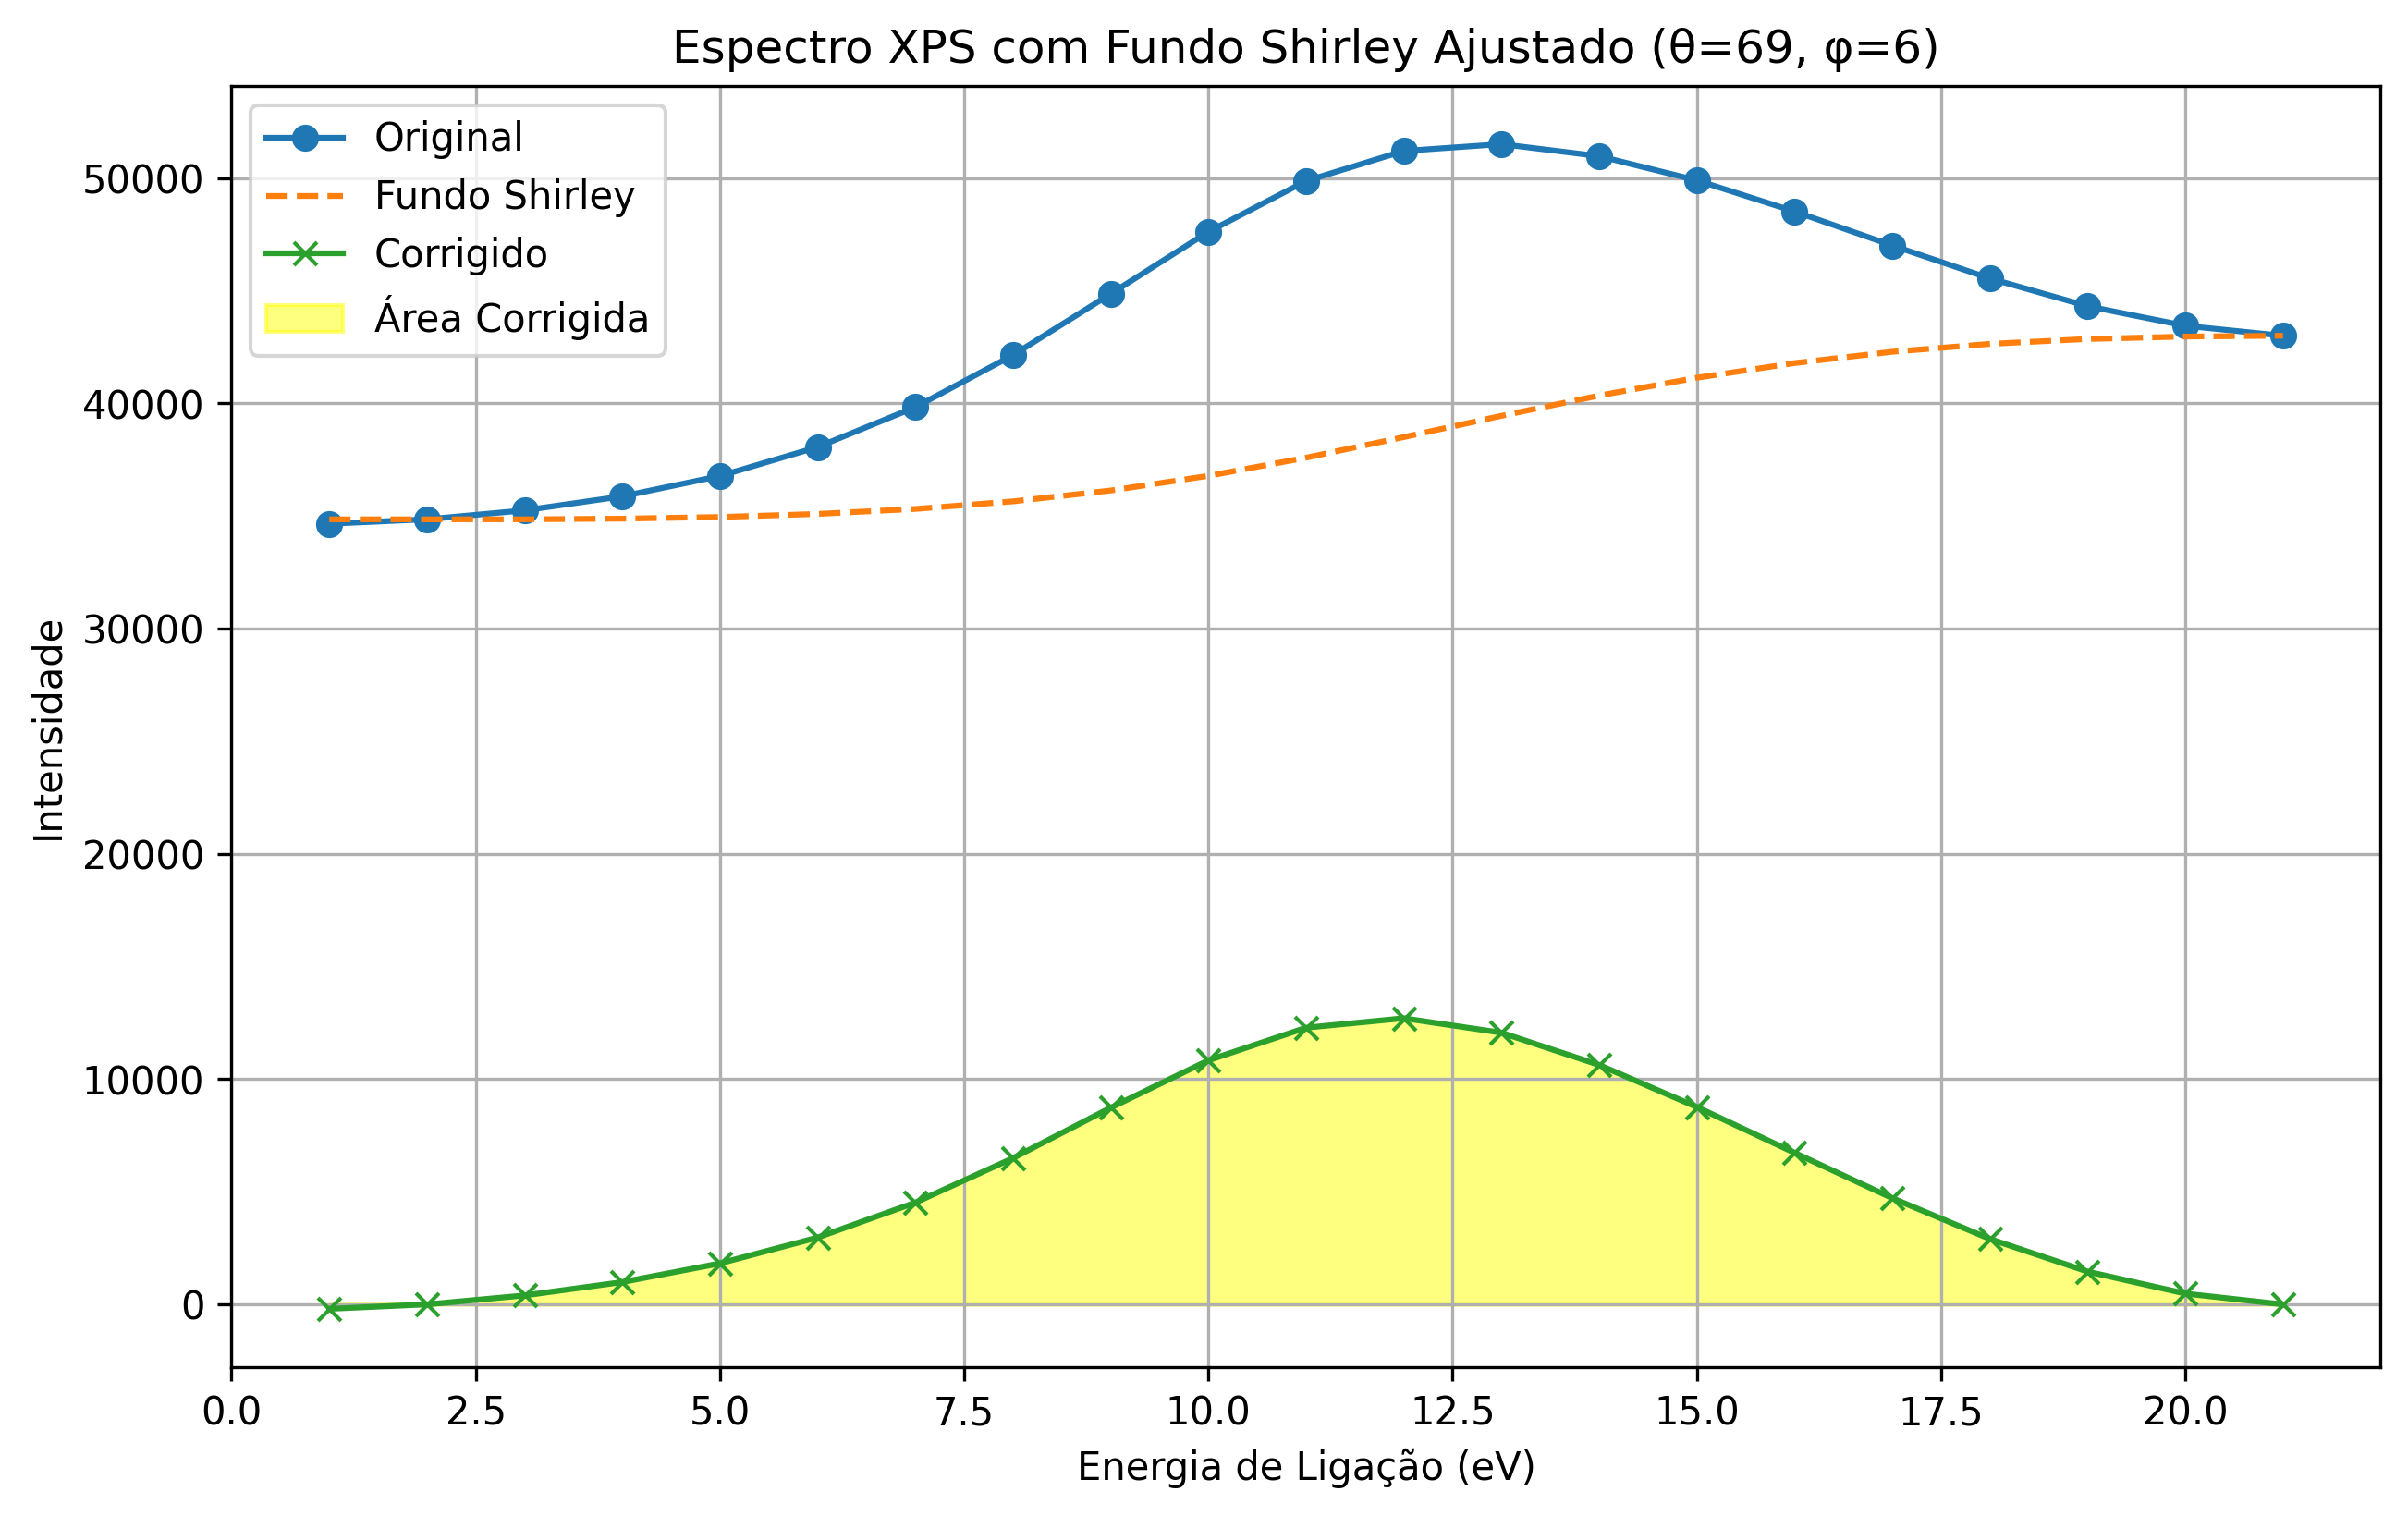 Espectro XPS com Fundo Shirley Ajustado (θ=69, φ=6)
Original
Fundo Shirley
Corrigido
Área Corrigida
Intensidade
50000
40000
30000
20000
10000
0
0.0 2.5 5.0 7.5 10.0 12.5 15.0 17.5 20.0
Energia de Ligação (eV)